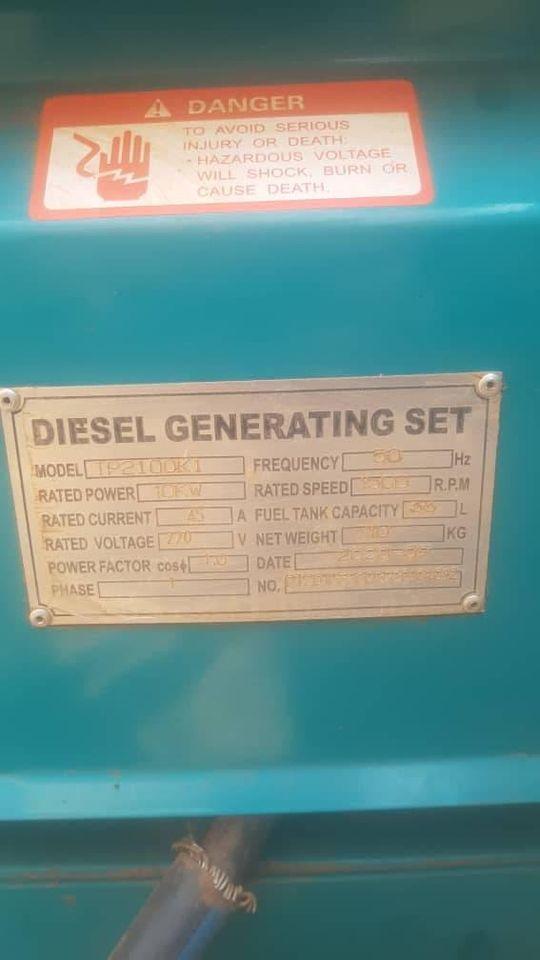 DANGER
TO AVOID SERIOUS
INJURY OR DEATH:
· HAZARDOUS VOLTAGE
WILL SHOCK, BURN OR
CAUSE DEATH.
DIESEL GENERATING SET
MODEL TP2100K1 FREQUENCY 50 Hz
RATED POWER 10KW RATED SPEED 1500 R.P.M
RATED CURRENT 45 A FUEL TANK CAPACITY L
RATED VOLTAGE 220 V NET WEIGHT KG
POWER FACTOR cosϕ 1.0 DATE
PHASE 1 NO.